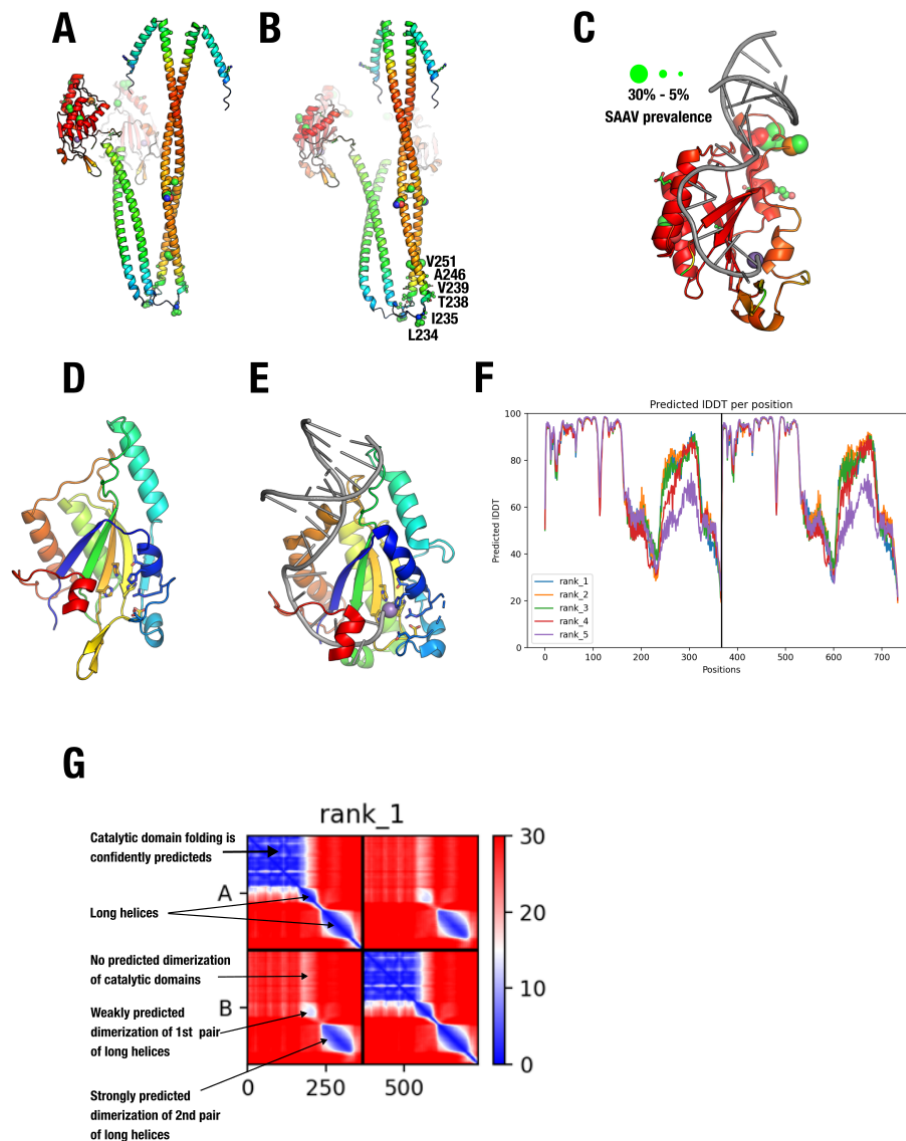 A
B
C
30% - 5%
SAAV prevalence
V251
A246
V239
T238
I235
L234
D
E
F
Predicted lDDT per position
100
80
60
40
20
0
Predicted lDDT
rank_1
rank_2
rank_3
rank_4
rank_5
0 100 200 300 400 500 600 700
Positions
G
rank_1
Catalytic domain folding is
confidently predicteds
A
Long helices
No predicted dimerization
of catalytic domains
B
Weakly predicted
dimerization of 1st pair
of long helices
Strongly predicted
dimerization of 2nd pair
of long helices
0 250 500
30
20
10
0